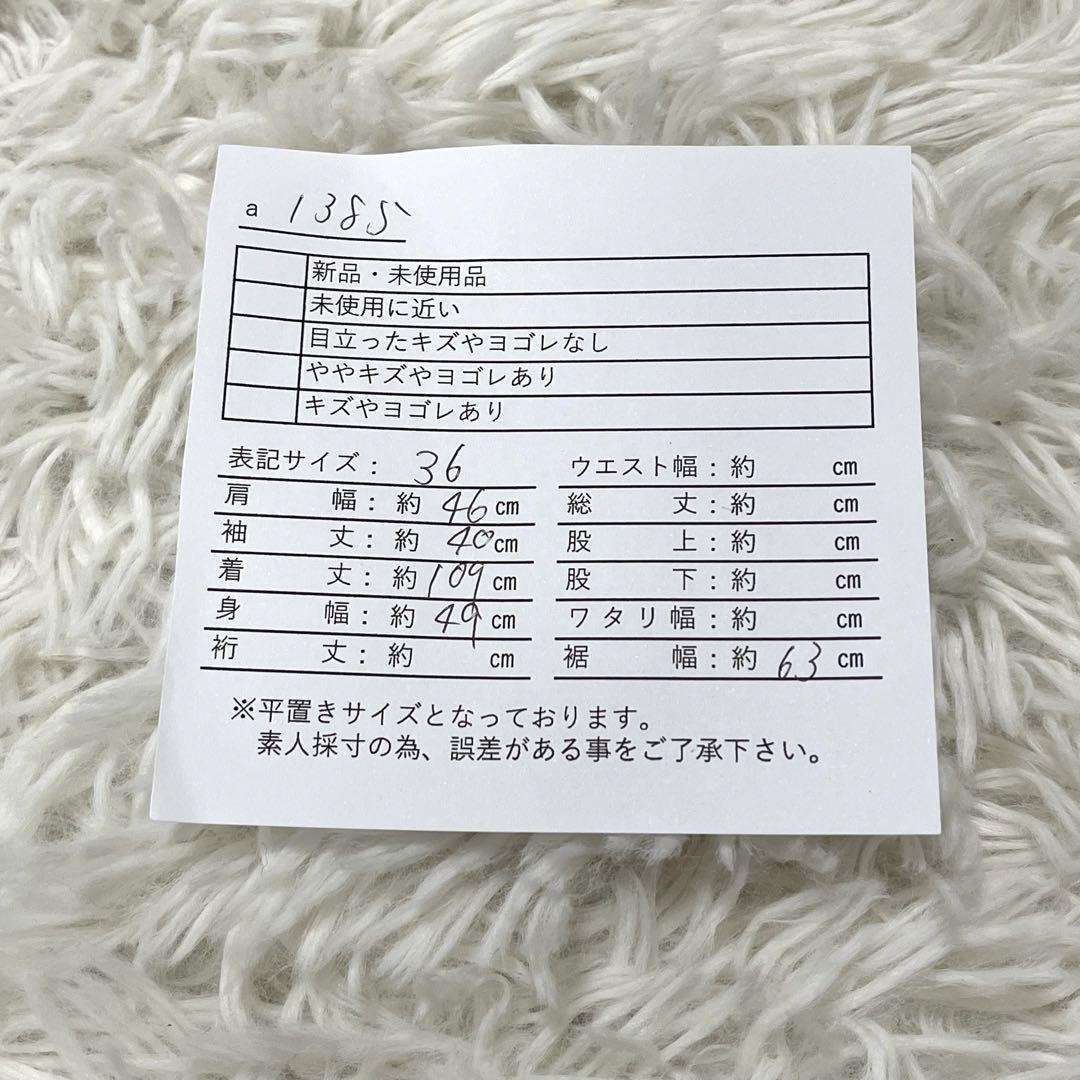 a 1385
新品・未使用品
未使用に近い
目立ったキズやヨゴレなし
ややキズやヨゴレあり
キズやヨゴレあり
表記サイズ： 36
肩 幅：約 46 cm
袖 丈：約 40 cm
着 丈：約 109 cm
身 幅：約 49 cm
裄 丈：約 cm
ウエスト幅：約 cm
総 丈：約 cm
股 上：約 cm
股 下：約 cm
ワタリ幅：約 cm
裾 幅：約 63 cm
※平置きサイズとなっております。
素人採寸の為、誤差がある事をご了承下さい。